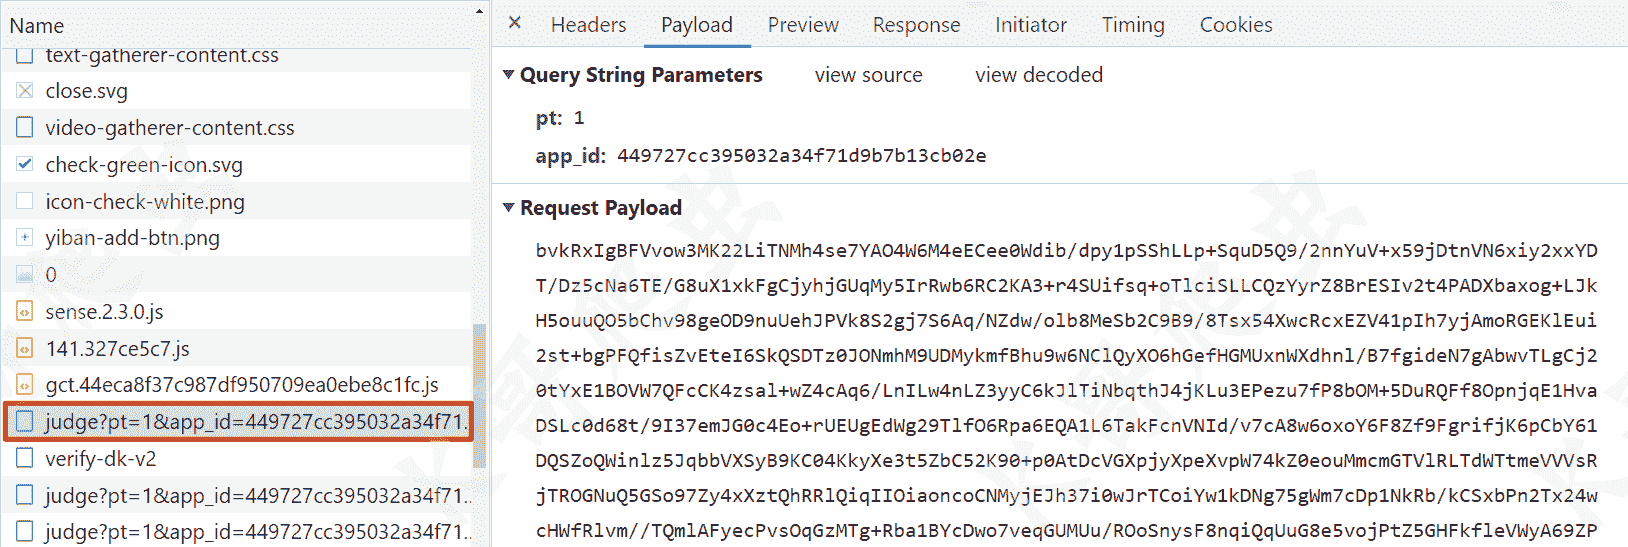 Name
text-gatherer-content.css
close.svg
video-gatherer-content.css
check-green-icon.svg
icon-check-white.png
yiban-add-btn.png
0
sense.2.3.0.js
141.327ce5c7.js
gct.44eca8f37c987df950709ea0ebe8c1fc.js
judge?pt=1&app_id=449727cc395032a34f71..
verify-dk-v2
judge?pt=1&app_id=449727cc395032a34f71..
judge?pt=1&app_id=449727cc395032a34f71..
Headers Payload Preview Response Initiator Timing Cookies
Query String Parameters view source view decoded
pt: 1
app_id: 449727cc395032a34f71d9b7b13cb02e
Request Payload
bvkRxIgBFVvow3MK22LiTNMh4se7YAO4W6M4eECee0Wdib/dpy1pSShLLp+SquD5Q9/2nnYuV+x59jDtnVN6xiy2xxYD
T/Dz5cNa6TE/G8uX1xkFgCjyhjGUqMy5IrRwb6RC2KA3+r4SUifsq+oTlciSLLCQzYyrZ8BrESIv2t4PADXbaxog+LJk
H5ouuQO5bChv98geOD9nuUehJPVk8S2gj7S6Aq/NZdw/olb8MeSb2C9B9/8Tsx54XwcRcxEZV41pIh7yjAmoRGEKlEui
2st+bgPFQfisZvEteI6SkQSDTz0JONmhM9UDMykmfBhu9w6NClQyXO6hGefHGMUxnWXdhnl/B7fgideN7gAbwvTLgCj2
0tYxE1BOVW7QFcCK4zsal+wZ4cAq6/LnILw4nLZ3yyC6kJlTiNbqthJ4jKLu3EPezu7fP8bOM+5DuRQFf8OpnjqE1Hva
DSLc0d68t/9I37emJG0c4Eo+rUEUgEdWg29TlfO6Rpa6EQA1L6TakFcnVNId/v7cA8w6oxoY6F8Zf9FgrifjK6pCbY61
DQSZoQWinlz5JqbbVXSyB9KC04KkyXe3t5ZbC52K90+p0AtDcVGXpjyXpeXvpW74kZ0eouMmcmGTVlRLTdWTtmeVVVsR
jTROGNuQ5GSo97Zy4xXztQhRRlQiqIIOiaoncoCNMyjEJh37i0wJrTCoiYw1kDNg75gWm7cDp1NkRb/kCSxbPn2Tx24w
cHWfRlvm//TQmlAFyecPvsOqGzMTg+Rba1BYcDwo7veqGUMUu/ROoSnysF8nqiQqUuG8e5vojPtZ5GHFkfleVWyA69ZP